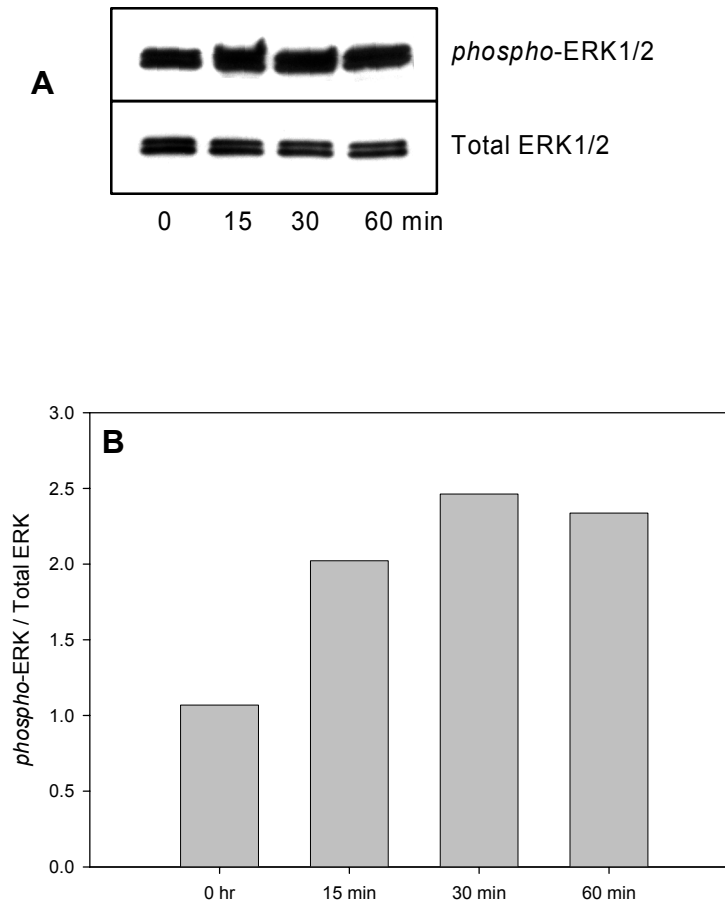 A
phospho-ERK1/2
Total ERK1/2
0 15 30 60 min
B
phospho-ERK / Total ERK
3.0
2.5
2.0
1.5
1.0
0.5
0.0
0 hr 15 min 30 min 60 min